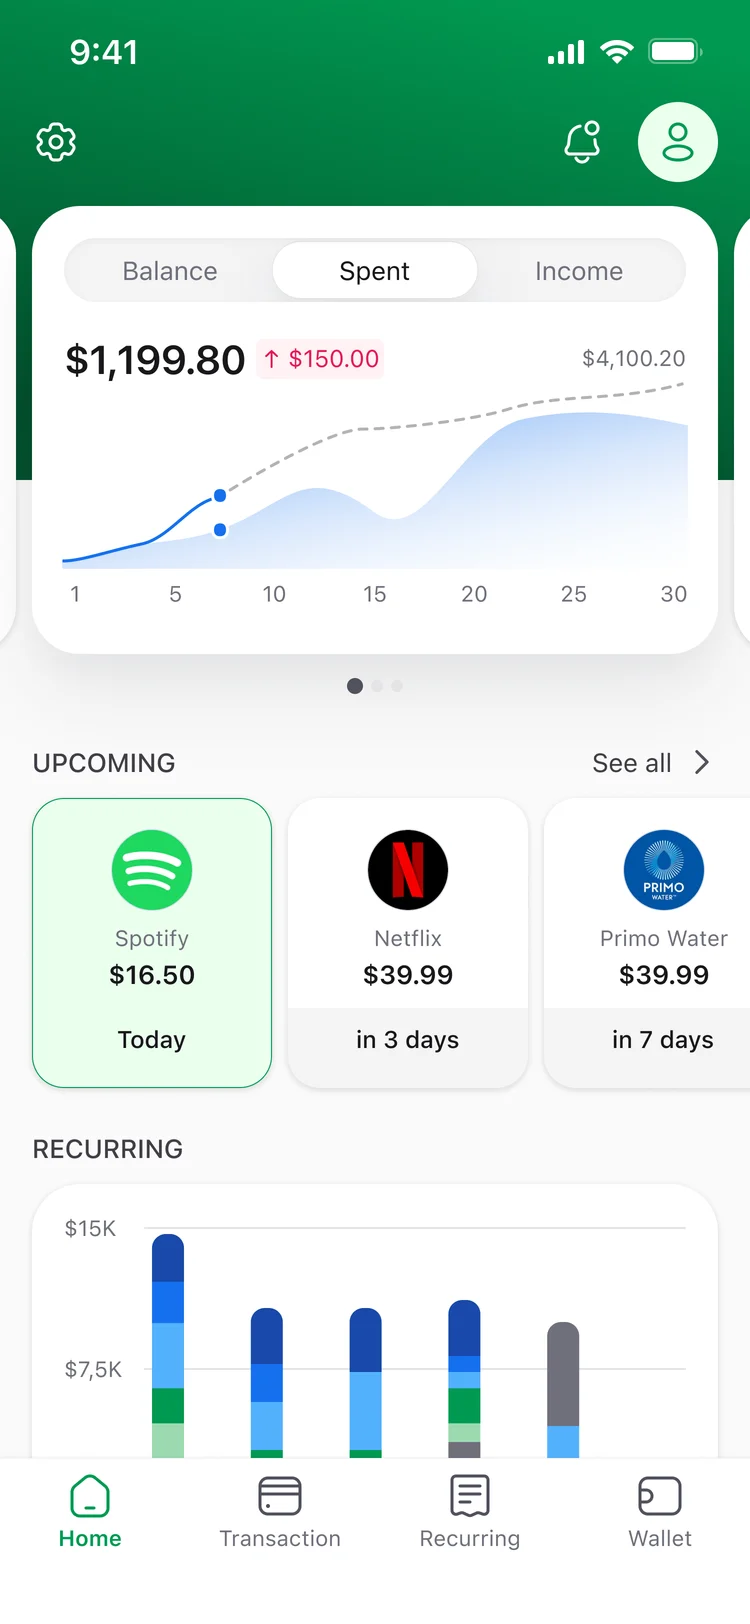 9:41
Balance Spent Income
$1,199.80 ↑ $150.00 $4,100.20
1 5 10 15 20 25 30
UPCOMING See all
PRIMO
WATER™
Spotify Netflix Primo Water
$16.50 $39.99 $39.99
Today in 3 days in 7 days
RECURRING
$15K
$7,5K
Home Transaction Recurring Wallet